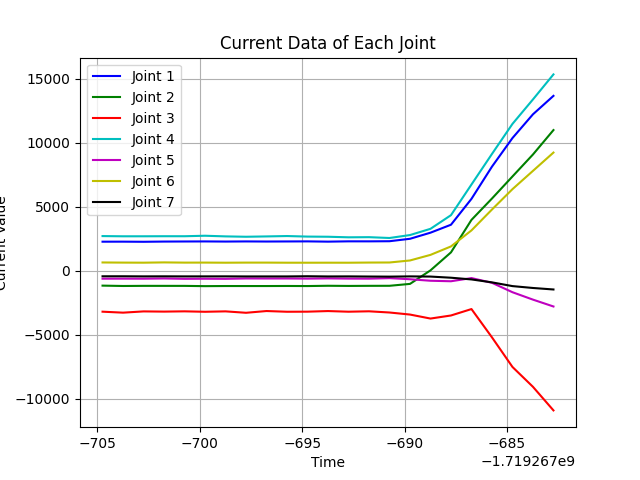 Current Data of Each Joint
Joint 1
Joint 2
Joint 3
Joint 4
Joint 5
Joint 6
Joint 7
15000
10000
5000
0
−5000
−10000
Current Value
−705
−700
−695
−690
−685
−1.719267e9
Time